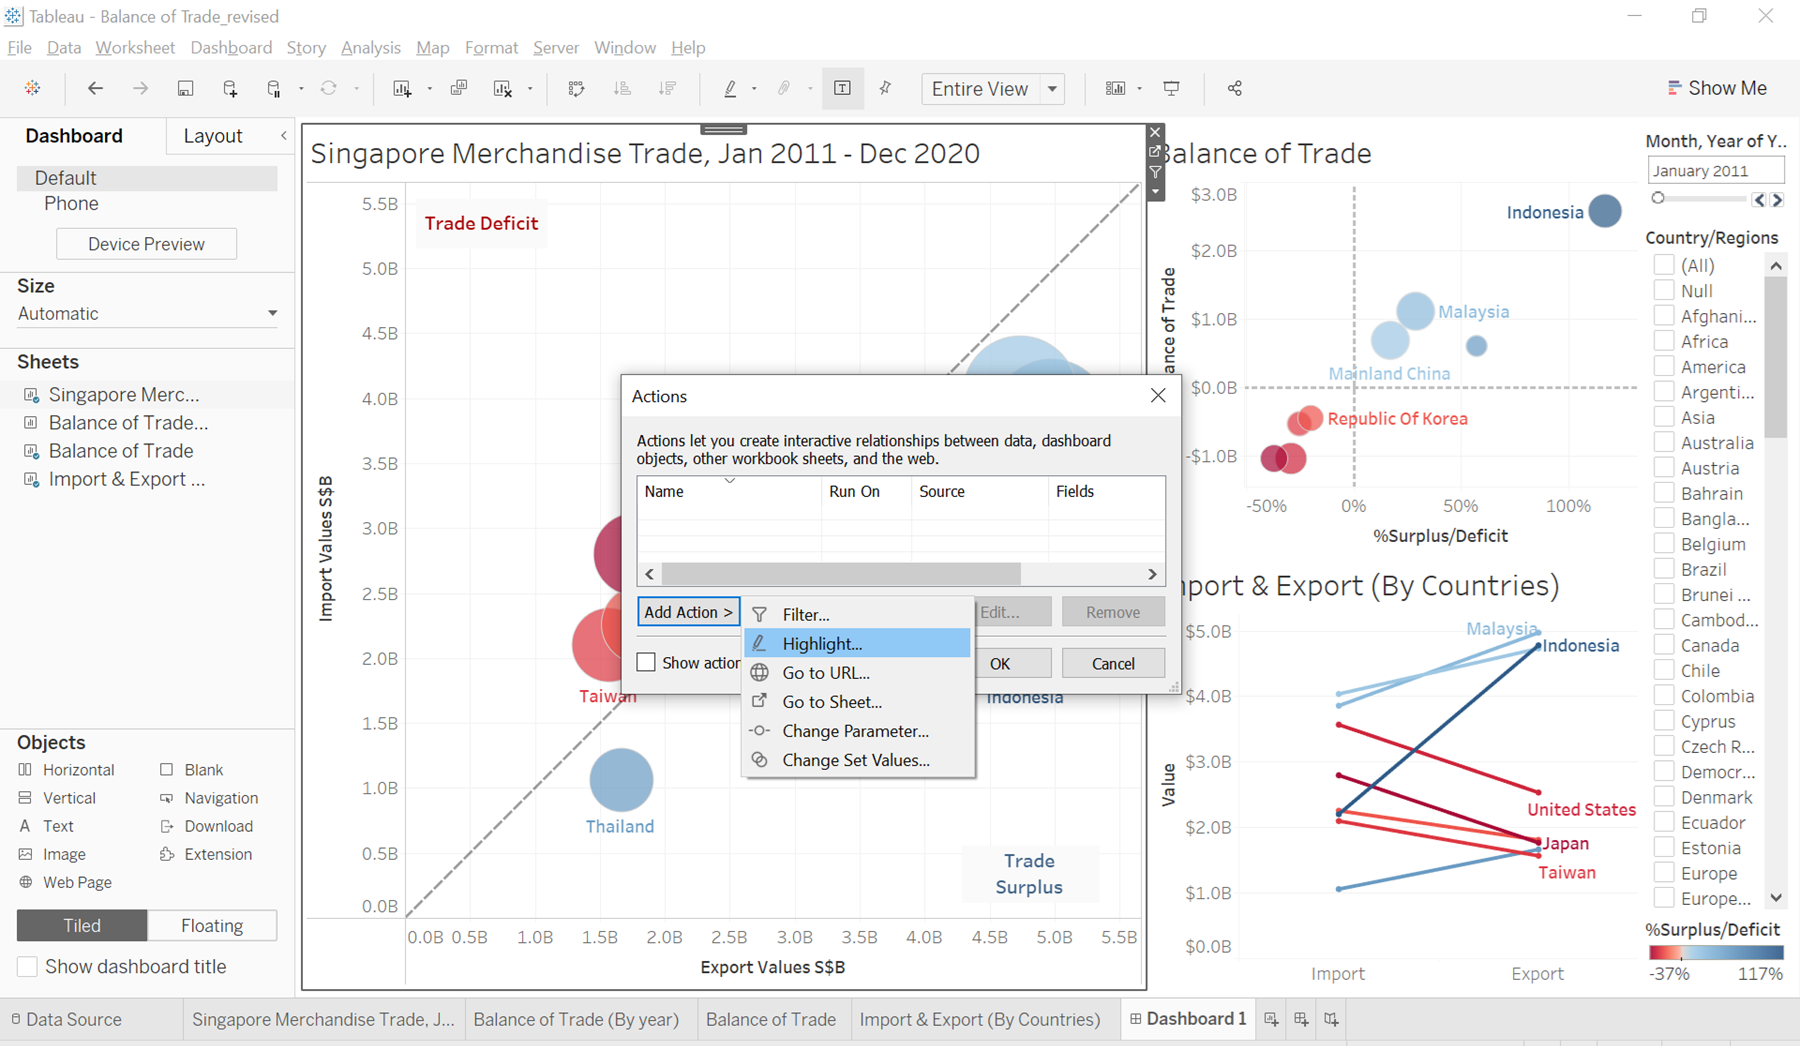 Tableau - Balance of Trade_revised
File Data Worksheet Dashboard Story Analysis Map Format Server Window Help
Entire View
Show Me
Dashboard
Layout
Default
Phone
Device Preview
Size
Automatic
Sheets
Singapore Merc...
Balance of Trade...
Balance of Trade
Import & Export ...
Objects
Horizontal
Blank
Vertical
Navigation
Text
Download
Image
Extension
Web Page
Tiled
Floating
Show dashboard title
Singapore Merchandise Trade, Jan 2011 - Dec 2020
Import Values S$B
5.5B
5.0B
4.5B
4.0B
3.5B
3.0B
2.5B
2.0B
1.5B
1.0B
0.5B
0.0B
Trade Deficit
Taiwan
Thailand
Indonesia
Trade
Surplus
0.0B 0.5B 1.0B 1.5B 2.0B 2.5B 3.0B 3.5B 4.0B 4.5B 5.0B 5.5B
Export Values S$B
Actions
Actions let you create interactive relationships between data, dashboard
objects, other workbook sheets, and the web.
Name Run On Source Fields
Add Action >
Edit...
Remove
Show action
OK
Cancel
Filter...
Highlight...
Go to URL...
Go to Sheet...
Change Parameter...
Change Set Values...
Balance of Trade
ance of Trade
$3.0B
$2.0B
$1.0B
$0.0B
-$1.0B
Indonesia
Malaysia
Mainland China
Republic Of Korea
-50% 0% 50% 100%
%Surplus/Deficit
mport & Export (By Countries)
Value
$5.0B
$4.0B
$3.0B
$2.0B
$1.0B
$0.0B
Malaysia
Indonesia
United States
Japan
Taiwan
Import Export
Month, Year of Y..
January 2011
Country/Regions
(All)
Null
Afghani...
Africa
America
Argenti...
Asia
Australia
Austria
Bahrain
Bangla...
Belgium
Brazil
Brunei ...
Cambod...
Canada
Chile
Colombia
Cyprus
Czech R...
Democr...
Denmark
Ecuador
Estonia
Europe
Europe...
%Surplus/Deficit
-37% 117%
Data Source
Singapore Merchandise Trade, J...
Balance of Trade (By year)
Balance of Trade
Import & Export (By Countries)
Dashboard 1